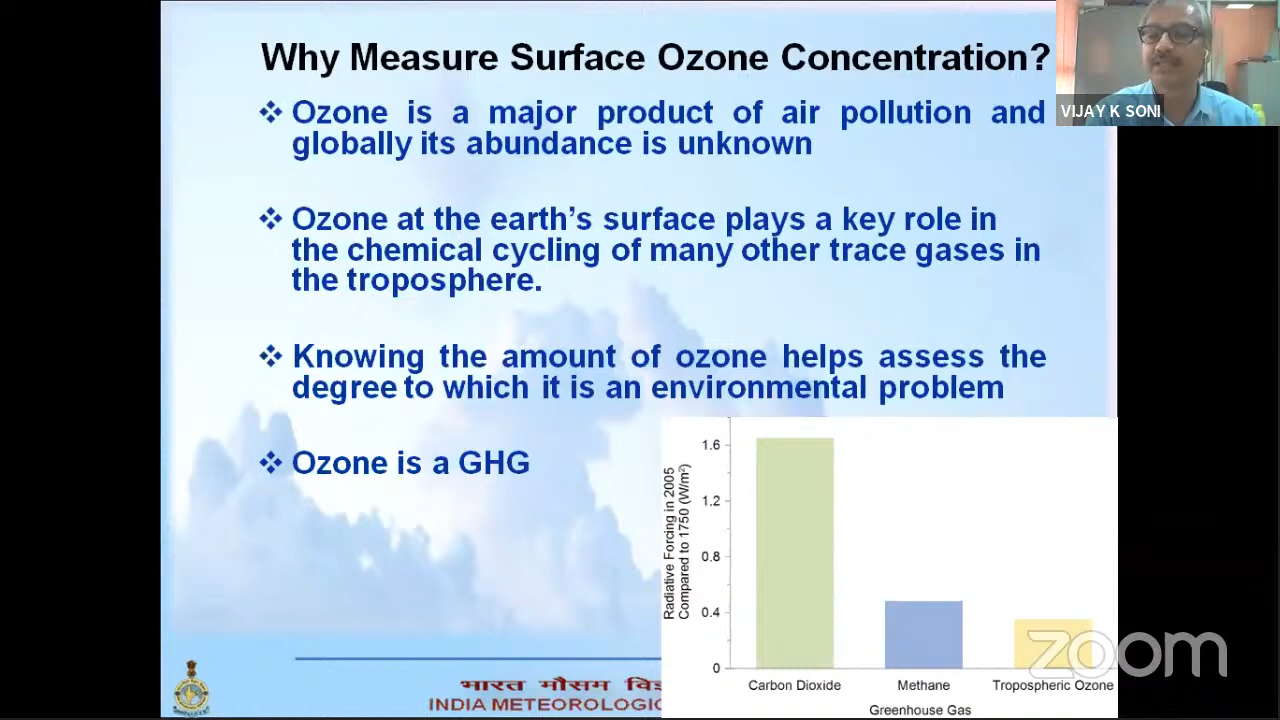 Why Measure Surface Ozone Concentration?
VIJAY K SONI
❖ Ozone is a major product of air pollution and
globally its abundance is unknown
❖ Ozone at the earth's surface plays a key role in
the chemical cycling of many other trace gases in
the troposphere.
❖ Knowing the amount of ozone helps assess the
degree to which it is an environmental problem
❖ Ozone is a GHG
Radiative Forcing in 2005
Compared to 1750 (W/m²)
1.6
1.2
0.8
0.4
0
Carbon Dioxide Methane Tropospheric Ozone
Greenhouse Gas
zoom
भारत मौसम
INDIA